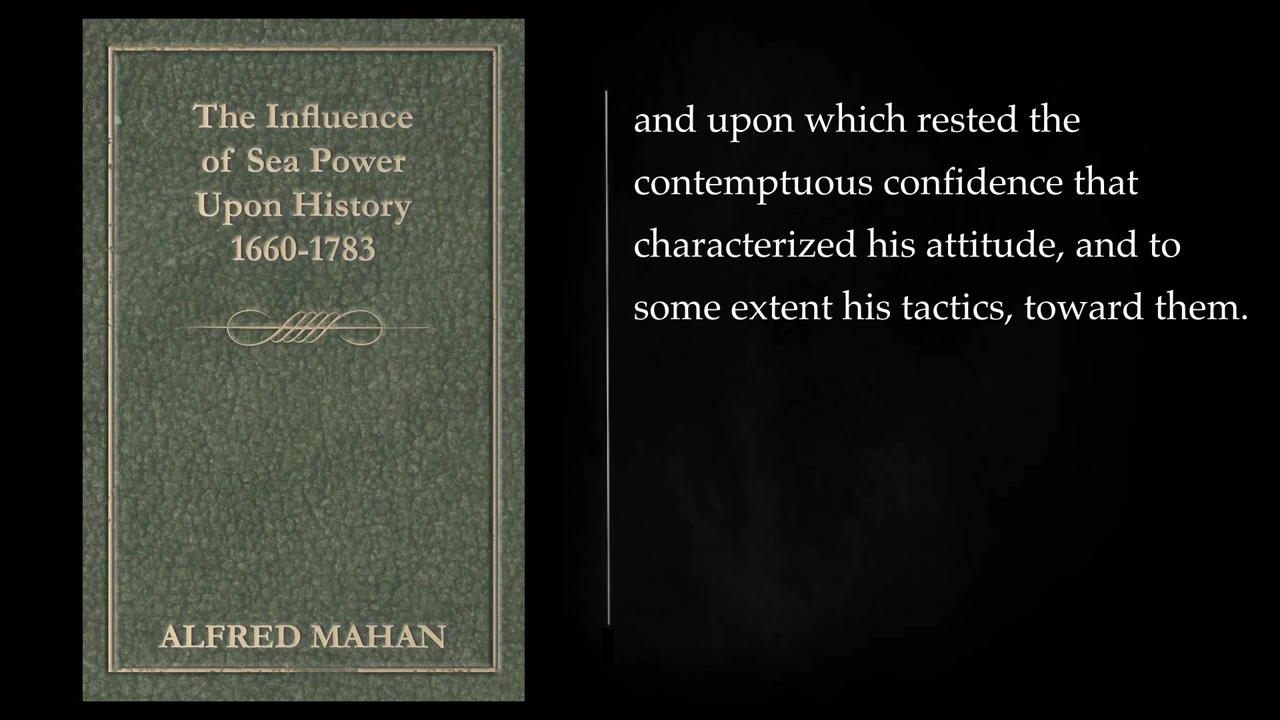 The Influence
of Sea Power
Upon History
1660-1783
ALFRED MAHAN
and upon which rested the
contemptuous confidence that
characterized his attitude, and to
some extent his tactics, toward them.